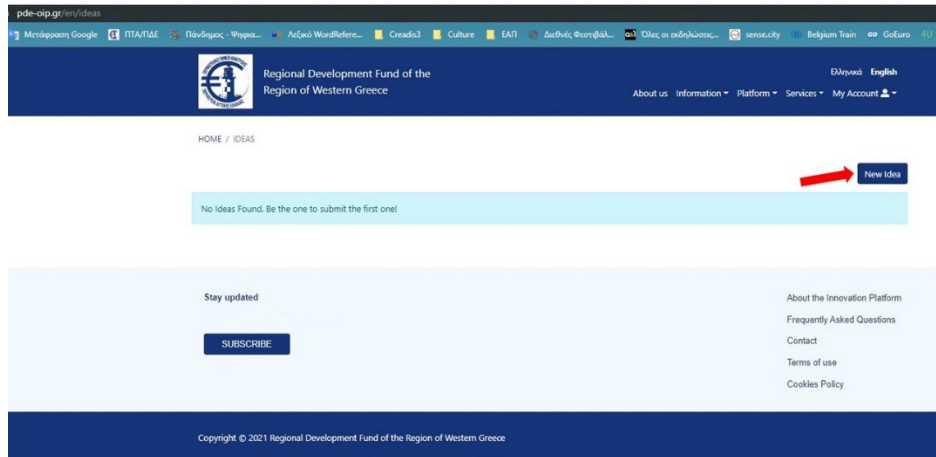 pde-oip.gr/en/ideas
Μετάφραση Google ΠΤΑ/ΠΔΕ Πάνδημος - Ψηφια... Λεξικό WordRefere... Creadis3 Culture ΕΑΠ Διεθνές Φεστιβάλ... Όλες οι εκδηλώσεις,... sense.city Belgium Train GoEuro
Regional Development Fund of the
Region of Western Greece
Ελληνικά English
About us Information Platform Services My Account
HOME / IDEAS
New Idea
No Ideas Found. Be the one to submit the first one!
Stay updated
SUBSCRIBE
About the Innovation Platform
Frequently Asked Questions
Contact
Terms of use
Cookies Policy
Copyright © 2021 Regional Development Fund of the Region of Western Greece